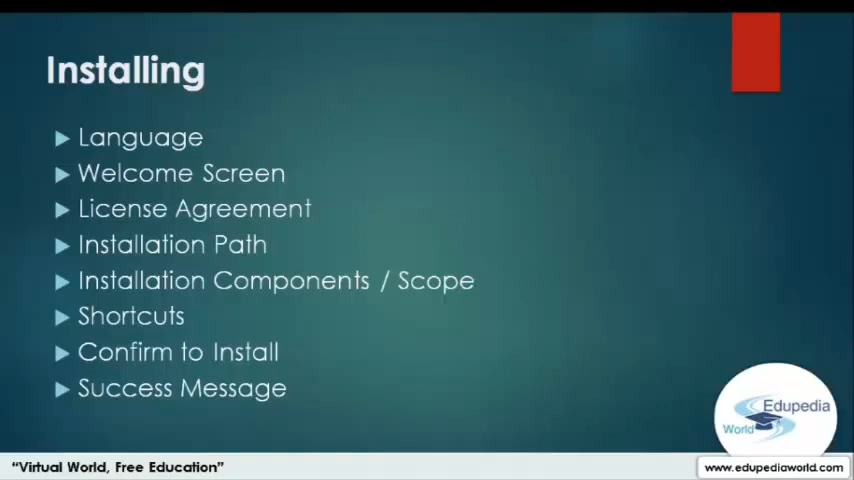 Installing
Language
Welcome Screen
License Agreement
Installation Path
Installation Components / Scope
Shortcuts
Confirm to Install
Success Message
Edupedia
World
“Virtual World, Free Education”
www.edupediaworld.com